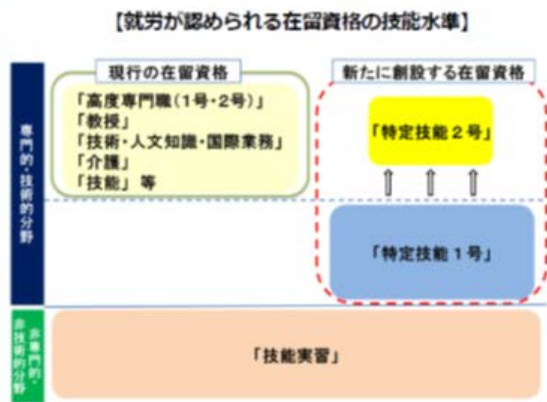 【就労が認められる在留資格の技能水準】
現行の在留資格
「高度専門職(1号・2号)」
「教授」
「技術・人文知識・国際業務」
「介護」
「技能」等
新たに創設する在留資格
「特定技能2号」
「特定技能1号」
専門的・技術的分野
非専門的・
非技術的分野
「技能実習」